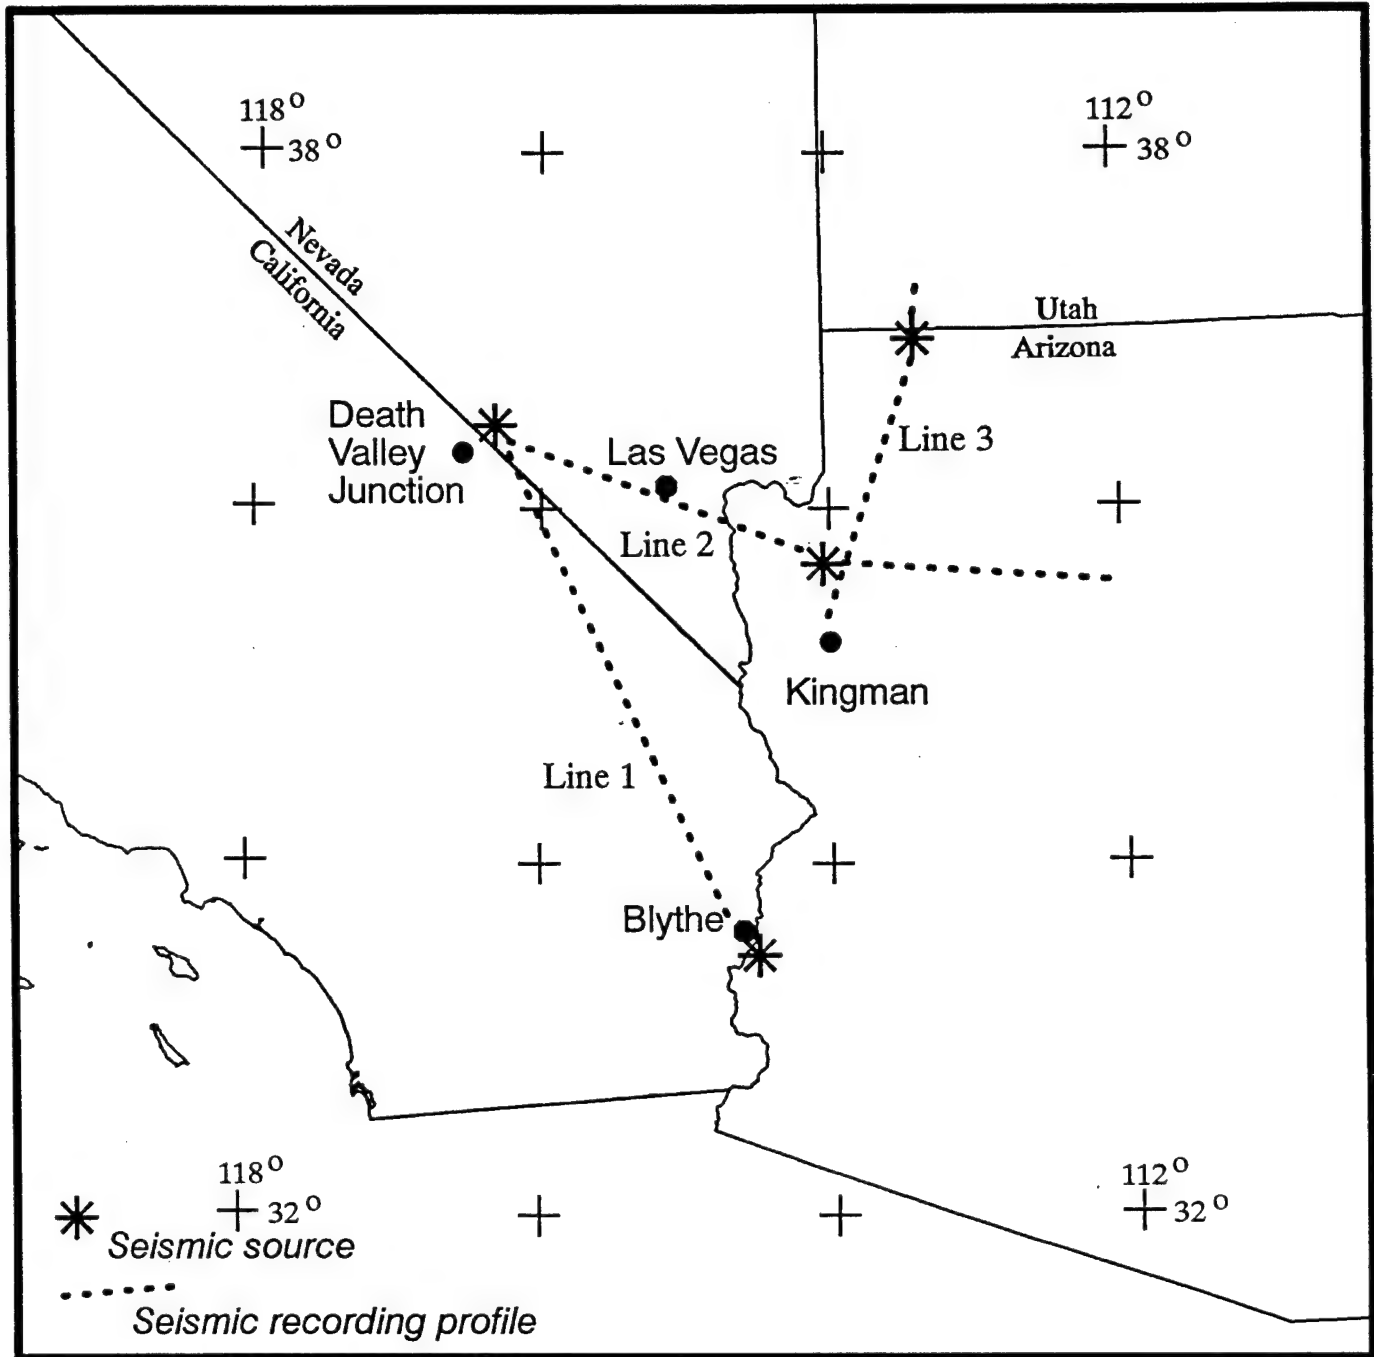 118°
38°
112°
38°
Nevada
California
Utah
Arizona
Death
Valley
Junction
Las Vegas
Line 3
Line 2
Kingman
Line 1
Blythe
118°
32°
112°
32°
Seismic source
Seismic recording profile